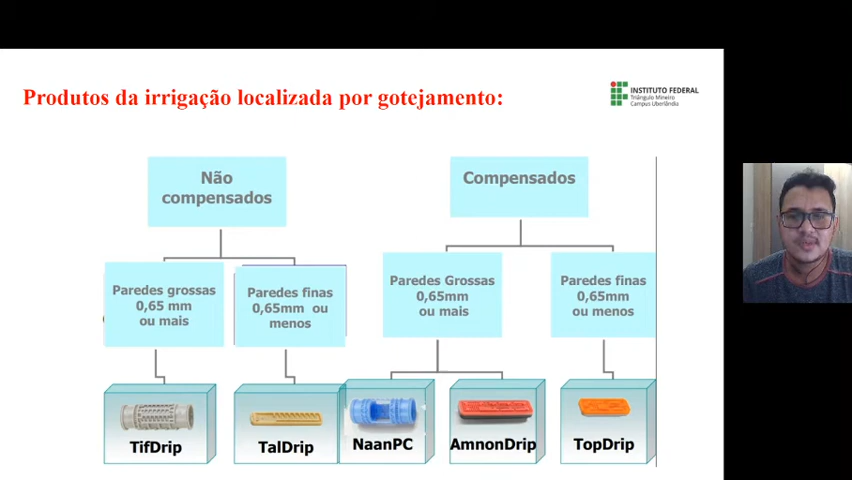 Produtos da irrigação localizada por gotejamento:
INSTITUTO FEDERAL
Triângulo Mineiro
Campus Uberlândia
Não
compensados
Compensados
Paredes grossas
0,65 mm
ou mais
Paredes finas
0,65mm ou
menos
Paredes Grossas
0,65mm
ou mais
Paredes finas
0,65mm
ou menos
TifDrip
TalDrip
NaanPC
AmnonDrip
TopDrip